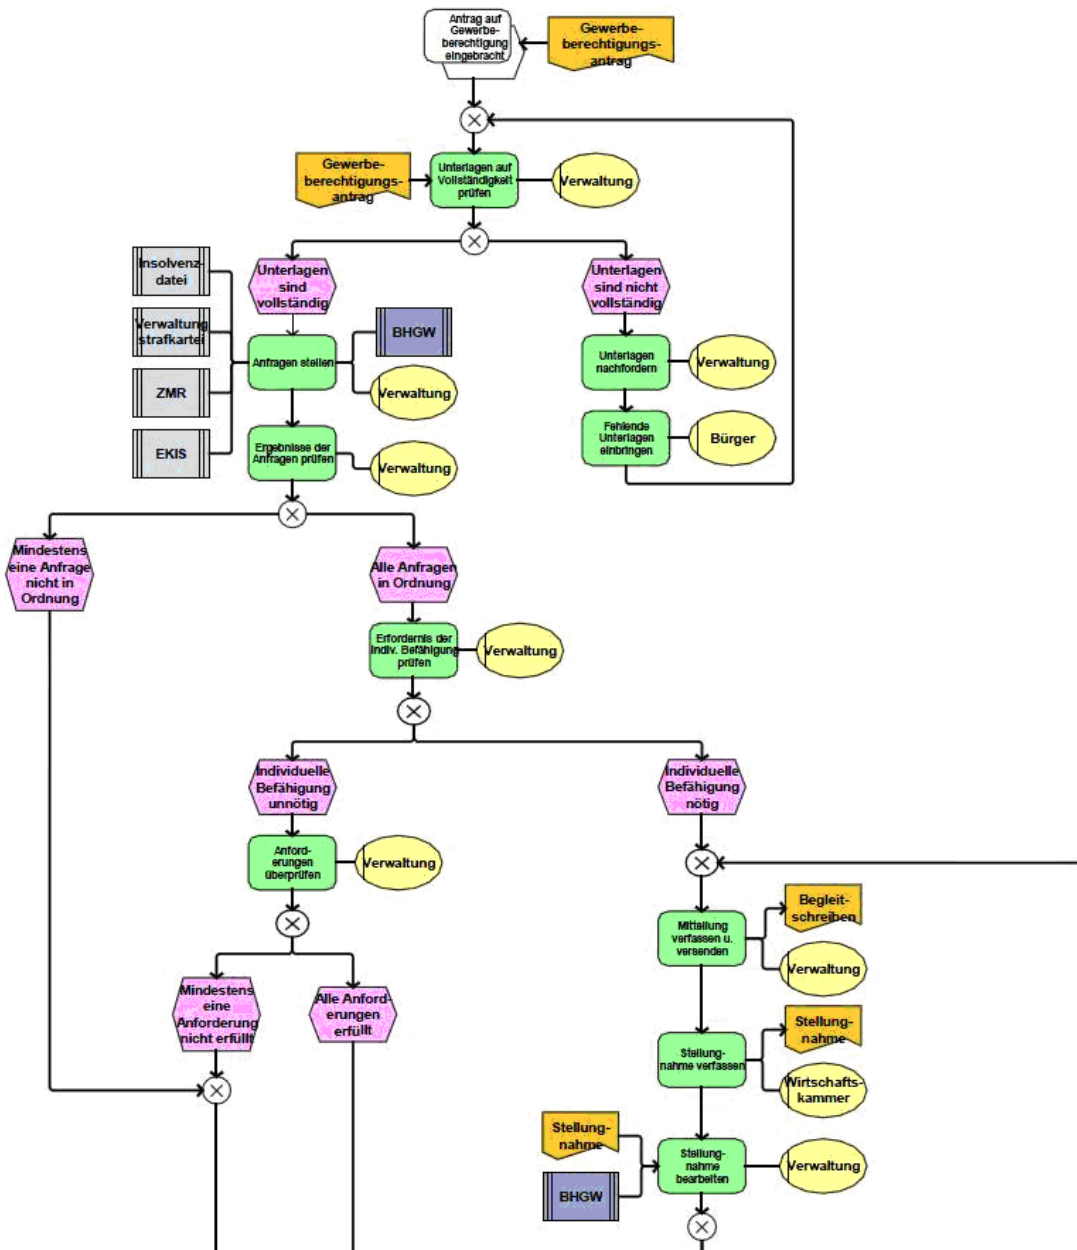 Antrag auf
Gewerbe-
berechtigung
eingebracht
Gewerbe-
berechtigungs-
antrag
Gewerbe-
berechtigungs-
antrag
Unterlagen auf
Vollständigkeit
prüfen
Verwaltung
Insolvenz-
datei
Unterlagen
sind
vollständig
Unterlagen
sind nicht
vollständig
Verwaltung
strafkartei
Anfragen stellen
BHGW
Unterlagen
nachfordern
Verwaltung
ZMR
Verwaltung
Fehlende
Unterlagen
einbringen
Bürger
EKIS
Ergebnisse der
Anfragen prüfen
Verwaltung
Mindestens
eine Anfrage
nicht in
Ordnung
Alle Anfragen
in Ordnung
Erfordernis der
indiv. Befähigung
prüfen
Verwaltung
Individuelle
Befähigung
unnötig
Individuelle
Befähigung
nötig
Anford-
erungen
überprüfen
Verwaltung
Begleit-
schreiben
Mitteilung
verfassen u.
versenden
Verwaltung
Mindestens
eine
Anforderung
nicht erfüllt
Alle Anford-
erungen
erfüllt
Stellung-
nahme
Stellung-
nahme verfassen
Wirtschafts-
kammer
Stellung-
nahme
Stellung-
nahme
bearbeiten
Verwaltung
BHGW